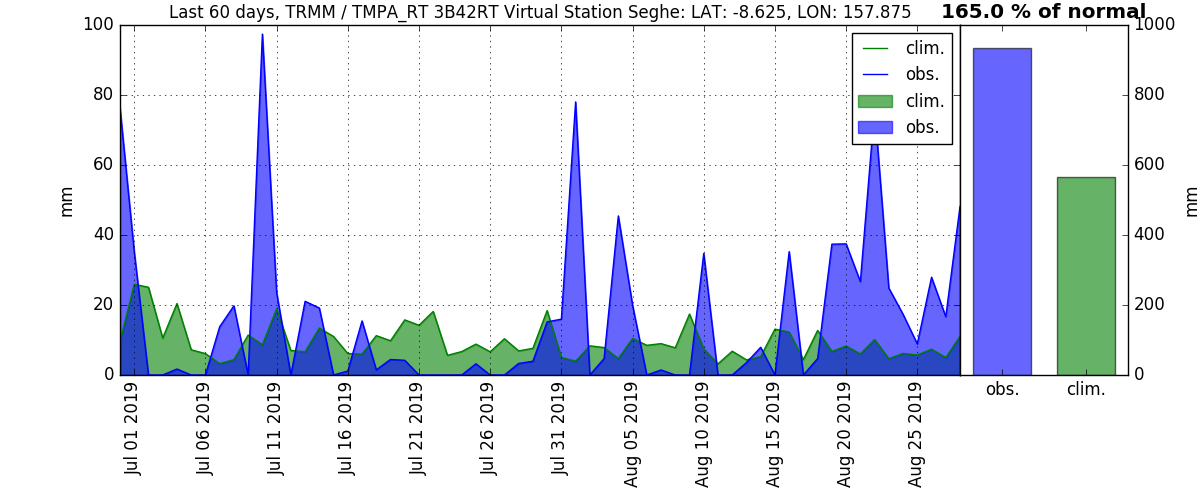 Last 60 days, TRMM / TMPA_RT 3B42RT Virtual Station Seghe: LAT: -8.625, LON: 157.875
165.0 % of normal
mm
100
80
60
40
20
0
clim.
obs.
clim.
obs.
Jul 01 2019
Jul 06 2019
Jul 11 2019
Jul 16 2019
Jul 21 2019
Jul 26 2019
Jul 31 2019
Aug 05 2019
Aug 10 2019
Aug 15 2019
Aug 20 2019
Aug 25 2019
1000
800
600
400
200
0
mm
obs.
clim.